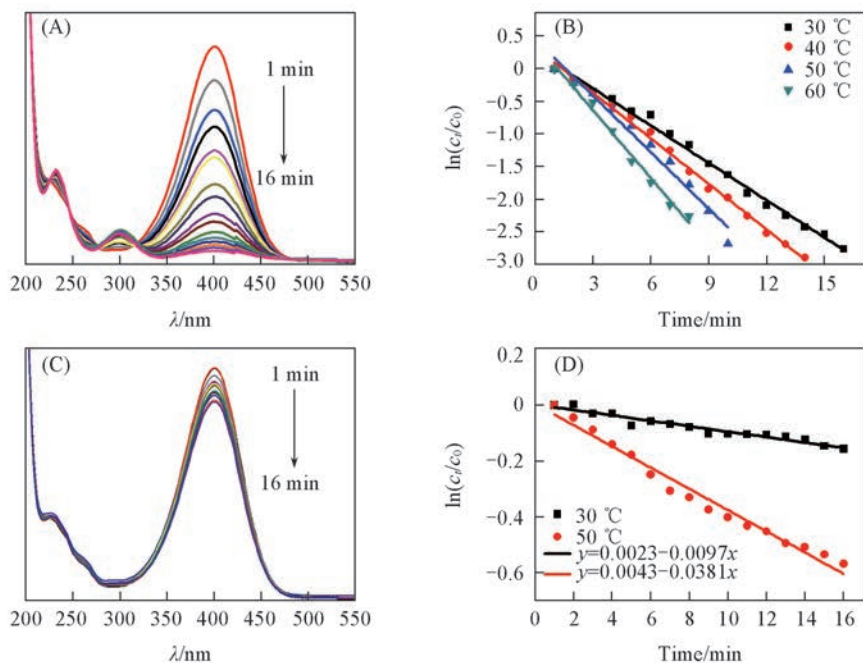 (A)
1 min
16 min
200 250 300 350 400 450 500 550
λ/nm
(B)
30 ℃
40 ℃
50 ℃
60 ℃
0.5
0
−0.5
−1.0
−1.5
−2.0
−2.5
−3.0
ln(ct/c0)
0 3 6 9 12 15
Time/min
(C)
1 min
16 min
200 250 300 350 400 450 500 550
λ/nm
(D)
0.2
0
−0.2
−0.4
−0.6
ln(ct/c0)
30 ℃
50 ℃
y=0.0023−0.0097x
y=0.0043−0.0381x
0 2 4 6 8 10 12 14 16
Time/min